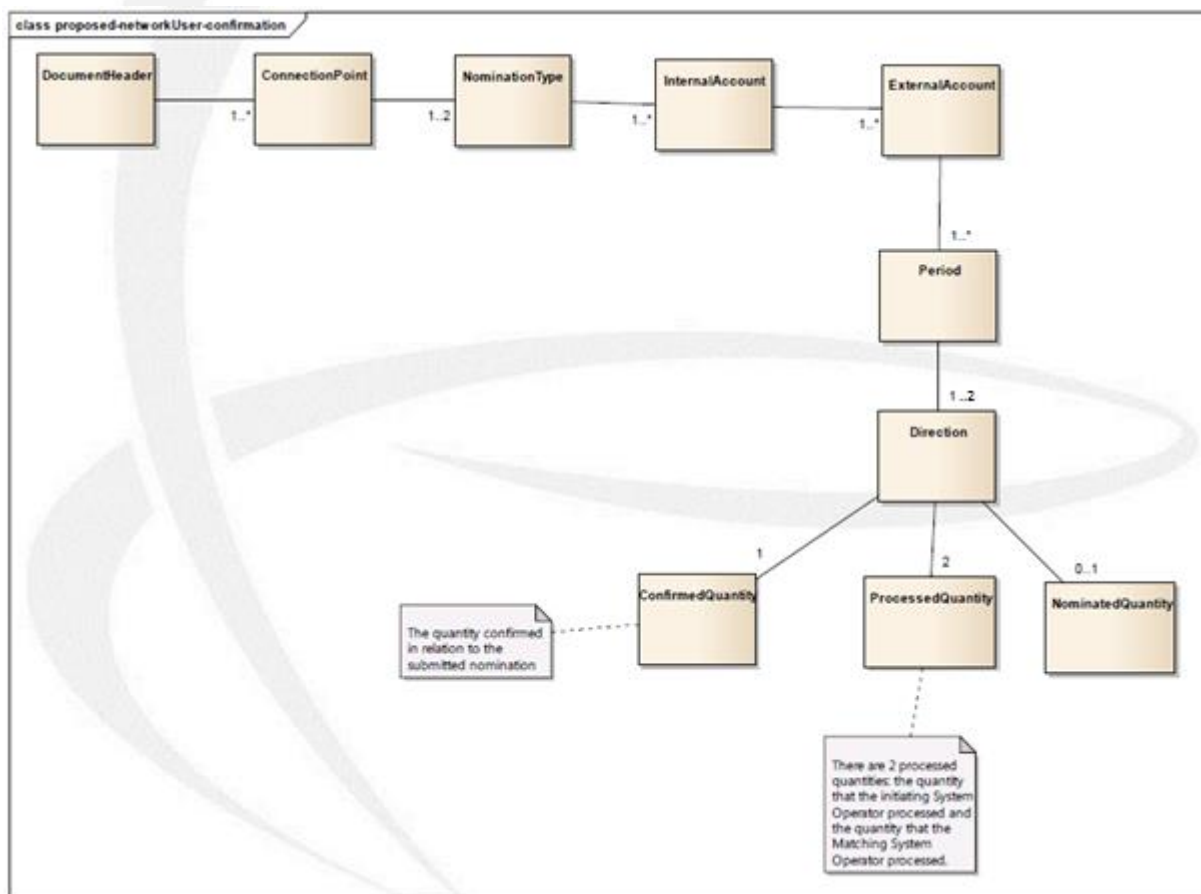 class proposed-networkUser-confirmation
DocumentHeader
ConnectionPoint
NominationType
InternalAccount
ExternalAccount
1..*
1..2
1..*
1..*
1..*
Period
1..2
Direction
1
2
0..1
ConfirmedQuantity
ProcessedQuantity
NominatedQuantity
The quantity confirmed
in relation to the
submitted nomination
There are 2 processed
quantities: the quantity
that the initiating System
Operator processed and
the quantity that the
Matching System
Operator processed.